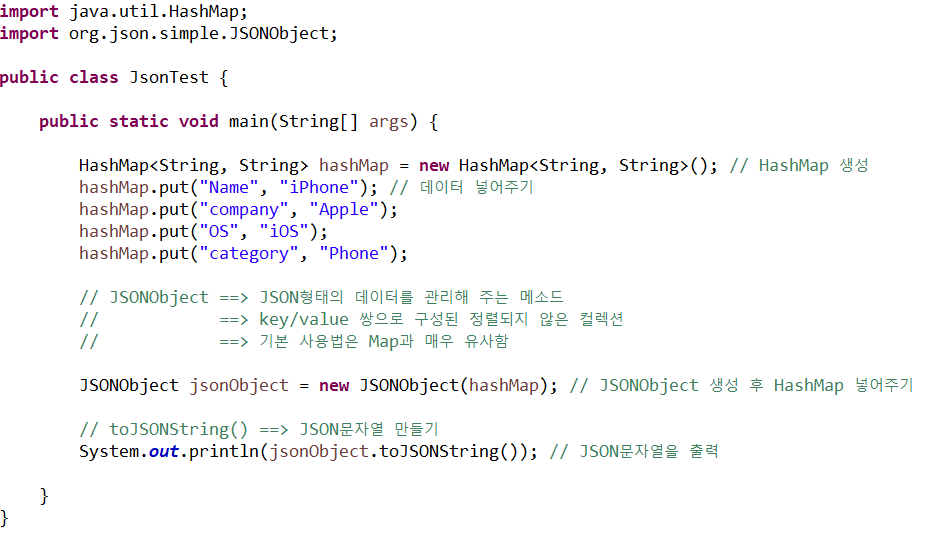 import java.util.HashMap;
import org.json.simple.JSONObject;
public class JsonTest {
public static void main(String[] args) {
HashMap<String, String> hashMap = new HashMap<String, String>(); // HashMap 생성
hashMap.put("Name", "iPhone"); // 데이터 넣어주기
hashMap.put("company", "Apple");
hashMap.put("OS", "iOS");
hashMap.put("category", "Phone");
// JSONObject ==> JSON형태의 데이터를 관리해 주는 메소드
// ==> key/value 쌍으로 구성된 정렬되지 않은 컬렉션
// ==> 기본 사용법은 Map과 매우 유사함
JSONObject jsonObject = new JSONObject(hashMap); // JSONObject 생성 후 HashMap 넣어주기
// toJSONString() ==> JSON문자열 만들기
System.out.println(jsonObject.toJSONString()); // JSON문자열을 출력
}
}